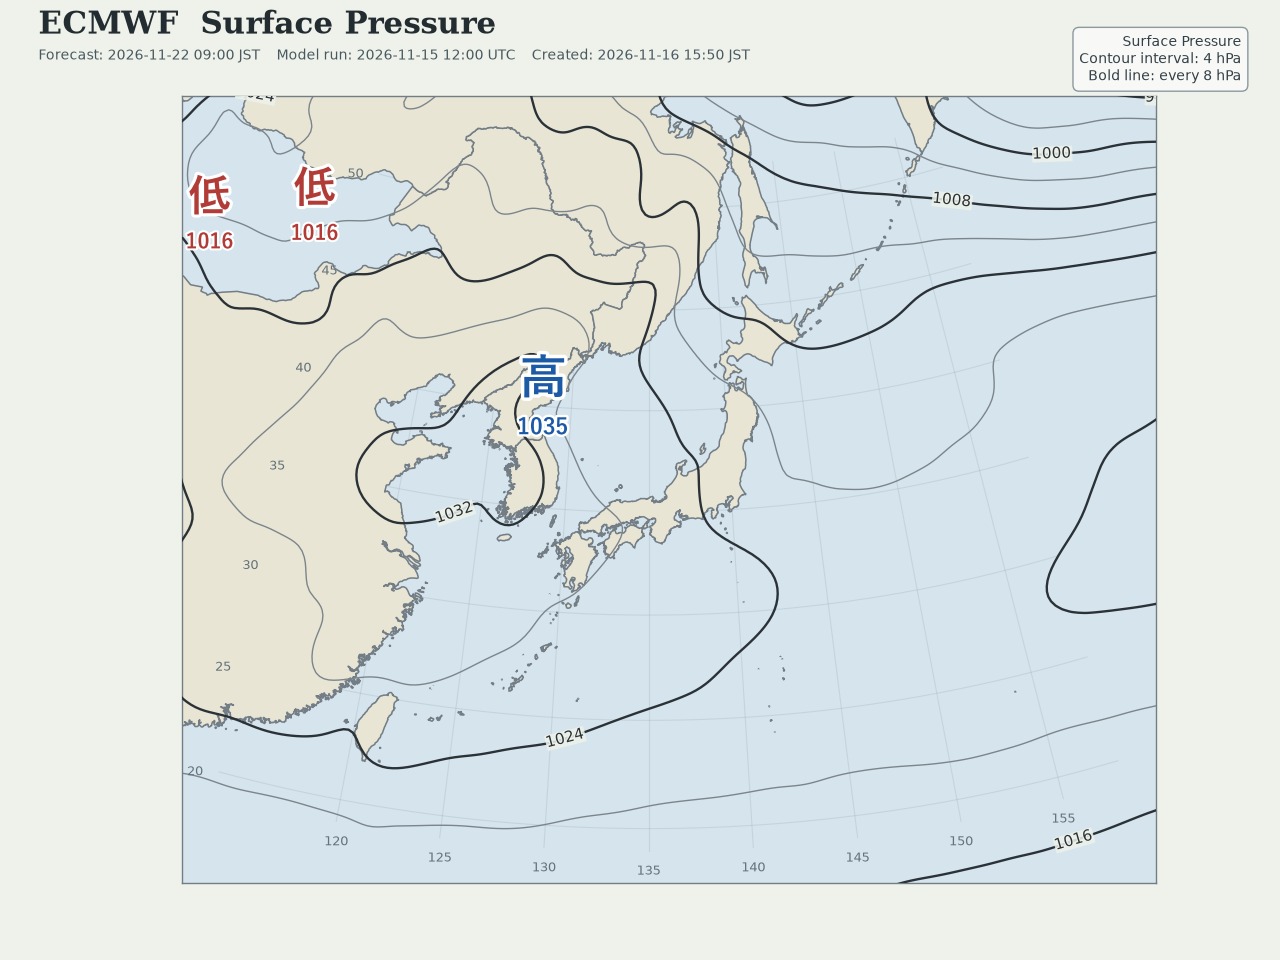 ECMWF  Surface Pressure
Forecast: 2026-11-22 09:00 JST    Model run: 2026-11-15 12:00 UTC    Created: 2026-11-16 15:50 JST
Surface Pressure
Contour interval: 4 hPa
Bold line: every 8 hPa
1000
50
低
低
1008
1016
1016
45
40
高
1035
35
1032
30
25
1024
20
155
120
1016
125
130
135
140
145
150